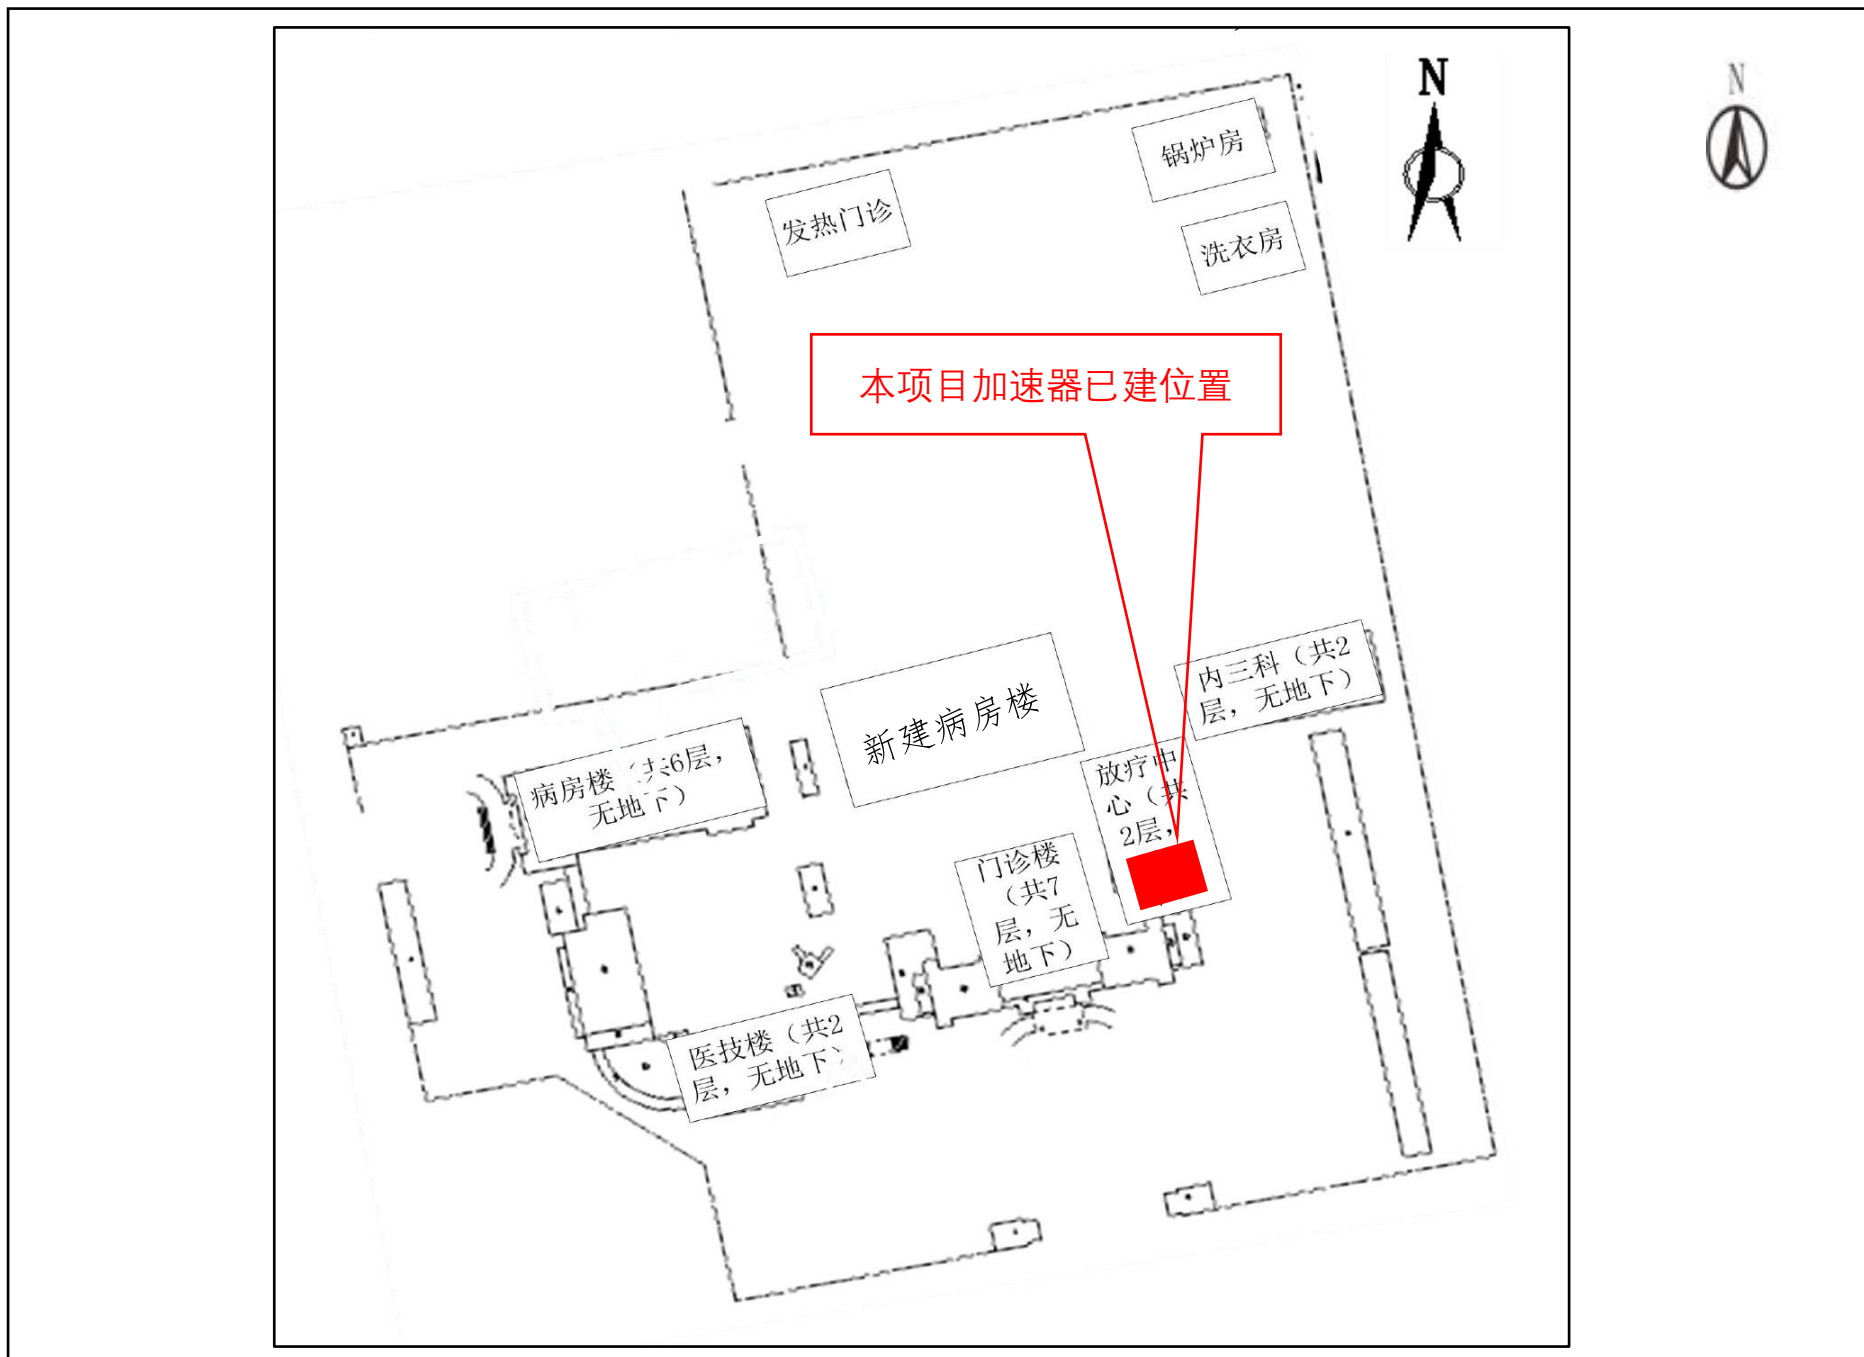 N
N
锅炉房
发热门诊
洗衣房
本项目加速器已建位置
内三科（共2
层，无地下）
新建病房楼
病房楼（共6层，
无地下）
放疗中
心（共
2层，
门诊楼
（共7
层，无
地下）
医技楼（共2
层，无地下）